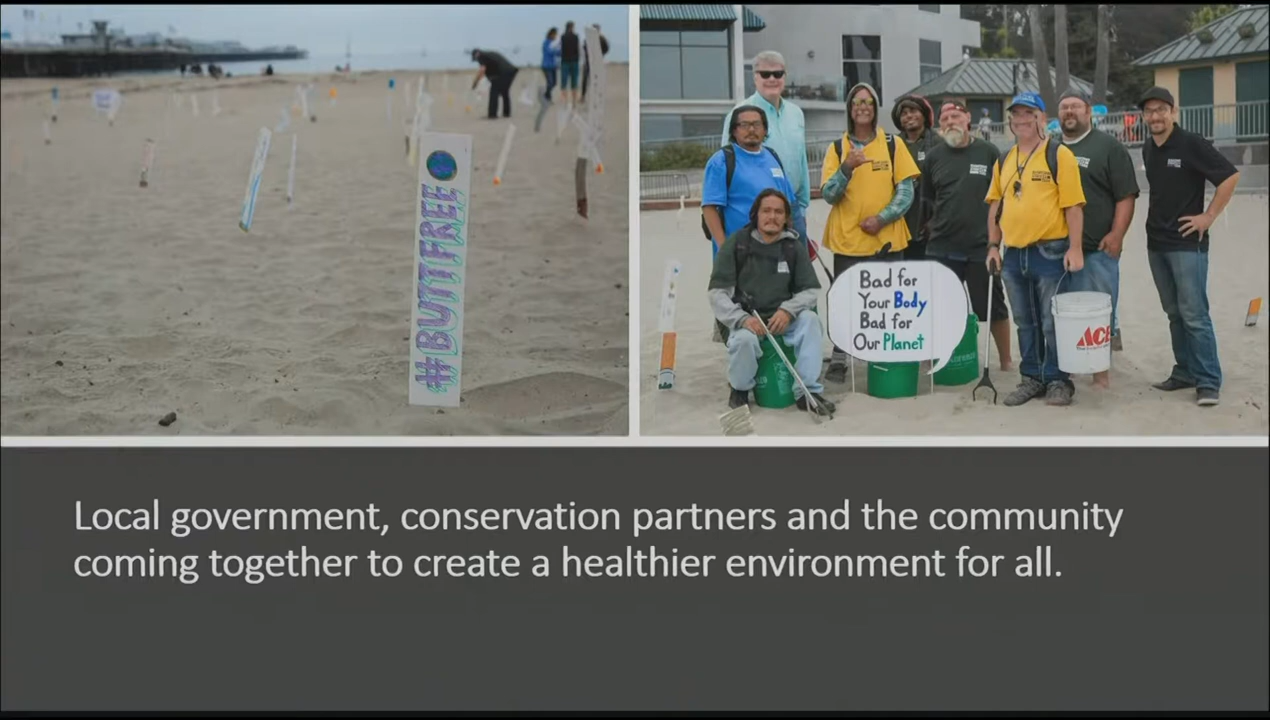 #BUTTFREE
Bad for
Your Body
Bad for
Our Planet
ACE
Local government, conservation partners and the community
coming together to create a healthier environment for all.